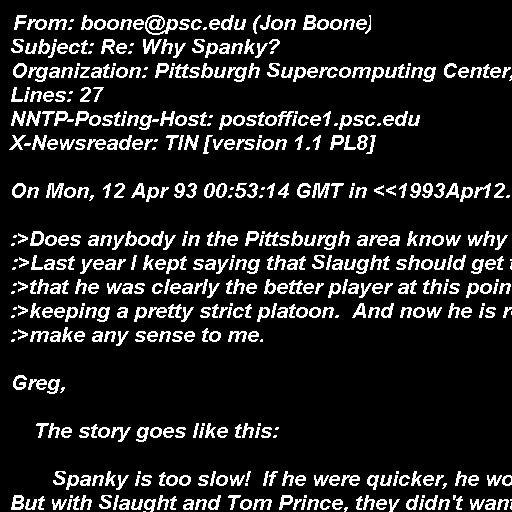 From: boone@psc.edu (Jon Boone)
Subject: Re: Why Spanky?
Organization: Pittsburgh Supercomputing Center,
Lines: 27
NNTP-Posting-Host: postoffice1.psc.edu
X-Newsreader: TIN [version 1.1 PL8]
On Mon, 12 Apr 93 00:53:14 GMT in <<1993Apr12.
:>Does anybody in the Pittsburgh area know why
:>Last year I kept saying that Slaught should get
:>that he was clearly the better player at this poin
:>keeping a pretty strict platoon.  And now he is
:>make any sense to me.
Greg,
The story goes like this:
Spanky is too slow!  If he were quicker, he wo
But with Slaught and Tom Prince, they didn't want